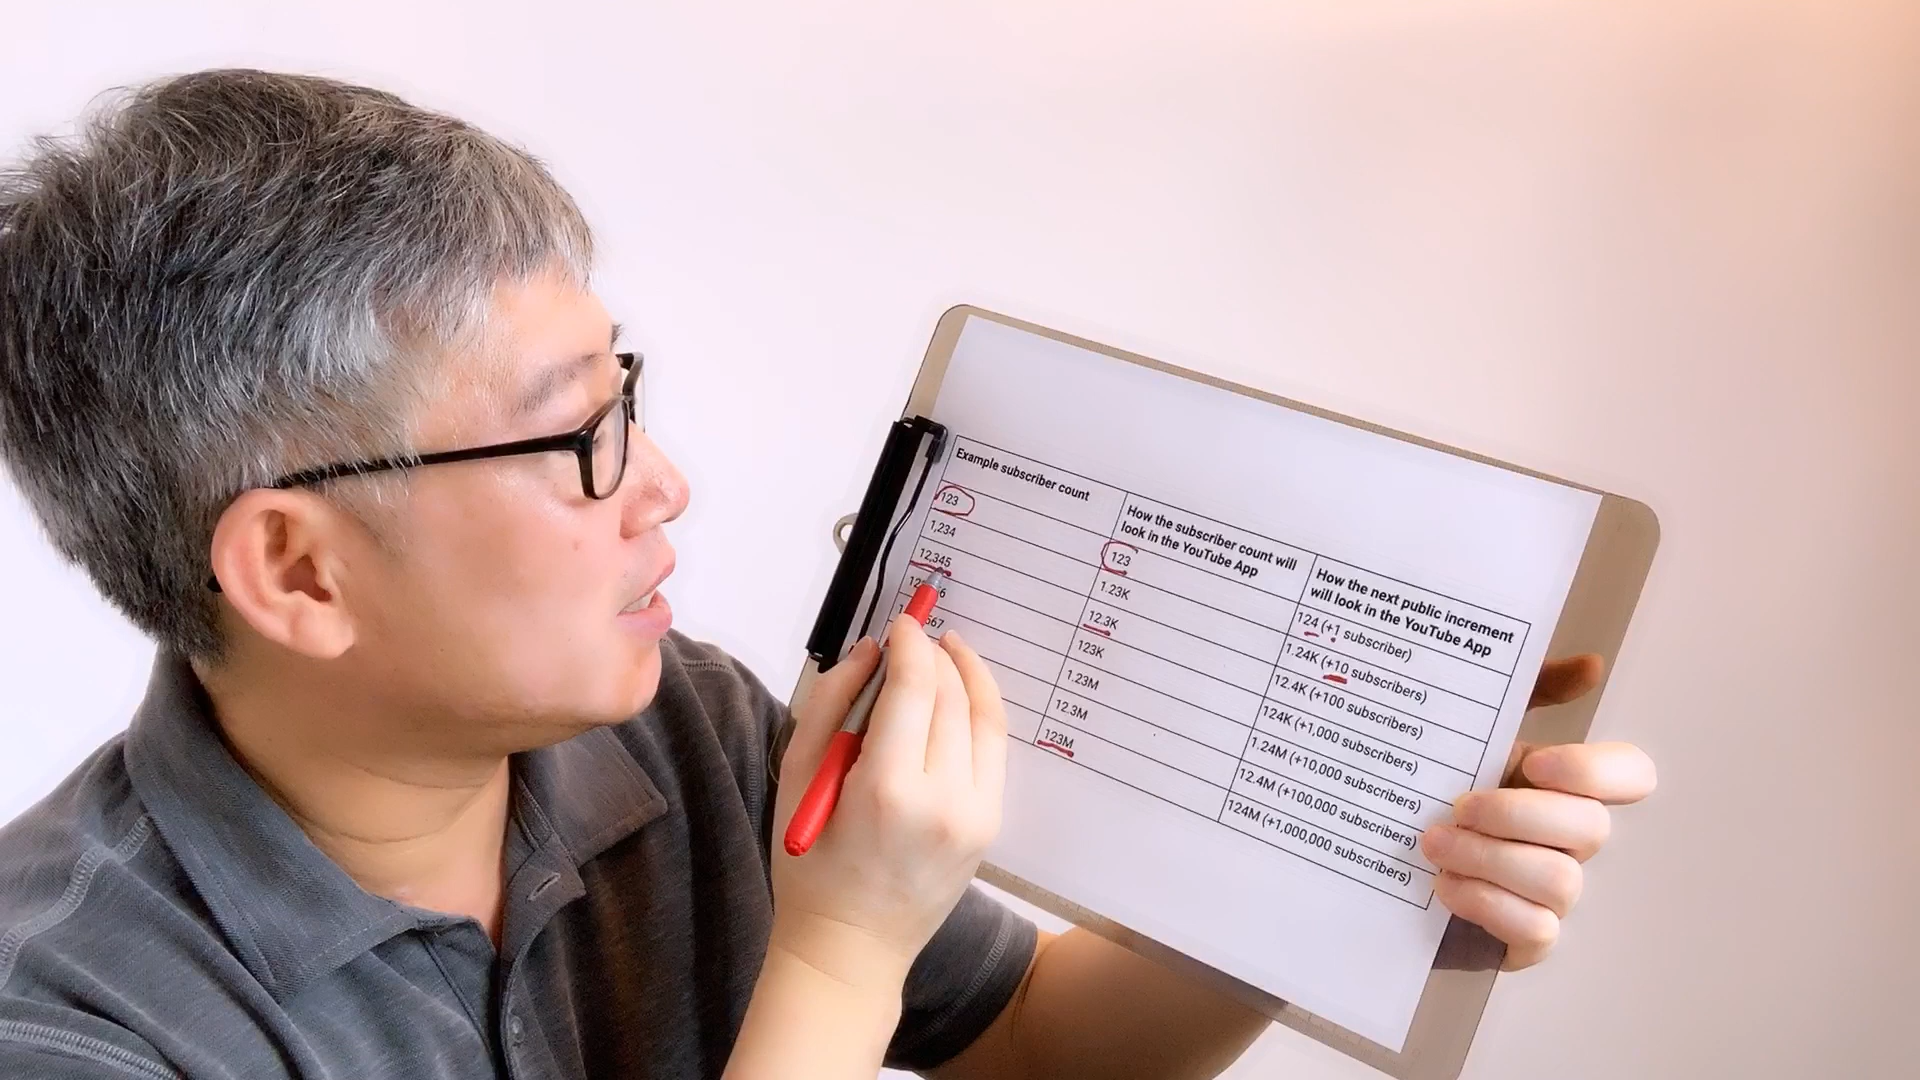 Example subscriber count
How the subscriber count will
look in the YouTube App
How the next public increment
will look in the YouTube App
123
123
124 (+1 subscriber)
1,234
1.23K
1.24K (+10 subscribers)
12,345
12.3K
12.4K (+100 subscribers)
123K
124K (+1,000 subscribers)
1.23M
1.24M (+10,000 subscribers)
12.3M
12.4M (+100,000 subscribers)
123M
124M (+1,000,000 subscribers)